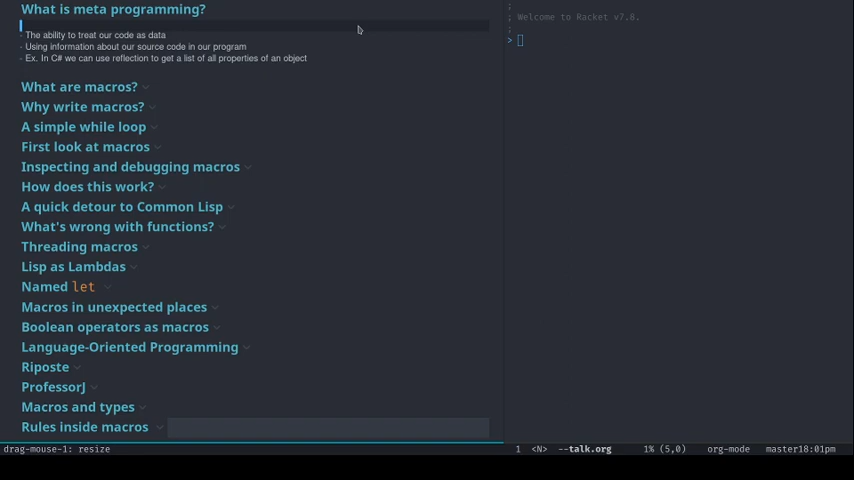 What is meta programming?
- The ability to treat our code as data
- Using information about our source code in our program
- Ex. In C# we can use reflection to get a list of all properties of an object
What are macros?
Why write macros?
A simple while loop
First look at macros
Inspecting and debugging macros
How does this work?
A quick detour to Common Lisp
What's wrong with functions?
Threading macros
Lisp as Lambdas
Named let
Macros in unexpected places
Boolean operators as macros
Language-Oriented Programming
Riposte
ProfessorJ
Macros and types
Rules inside macros
;
; Welcome to Racket v7.8.
;
>
drag-mouse-1: resize
1 <N> --talk.org 1% (5,0) org-mode master18:01pm